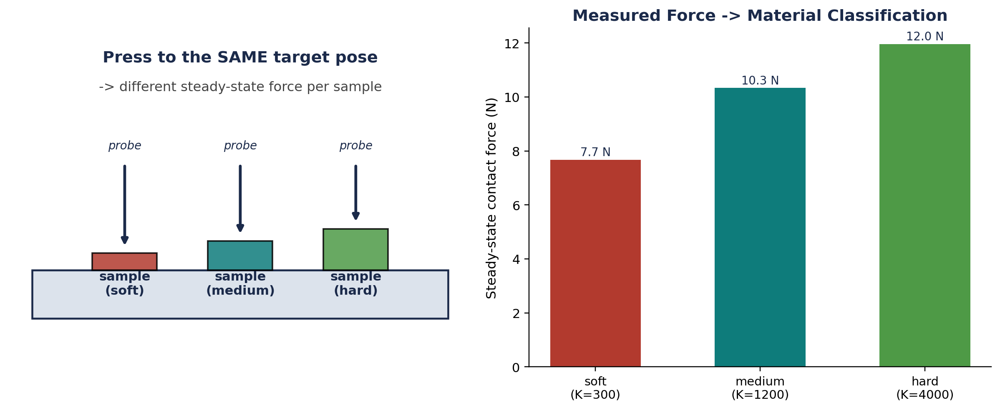 Press to the SAME target pose
-> different steady-state force per sample
probe
probe
probe
sample
(soft)
sample
(medium)
sample
(hard)
Measured Force -> Material Classification
Steady-state contact force (N)
12
10
8
6
4
2
0
7.7 N
10.3 N
12.0 N
soft
(K=300)
medium
(K=1200)
hard
(K=4000)